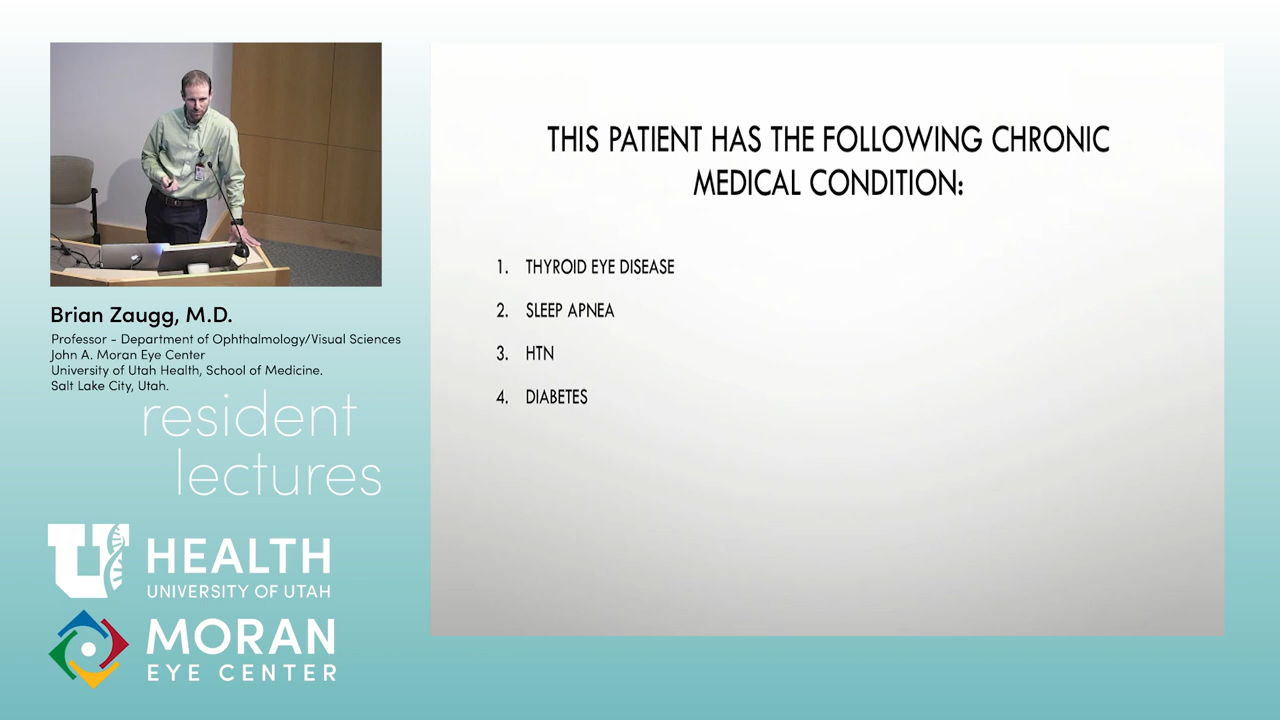 THIS PATIENT HAS THE FOLLOWING CHRONIC
MEDICAL CONDITION:
1. THYROID EYE DISEASE
2. SLEEP APNEA
3. HTN
4. DIABETES
Brian Zaugg, M.D.
Professor - Department of Ophthalmology/Visual Sciences
John A. Moran Eye Center
University of Utah Health, School of Medicine.
Salt Lake City, Utah.
resident
lectures
U HEALTH
UNIVERSITY OF UTAH
MORAN
EYE CENTER